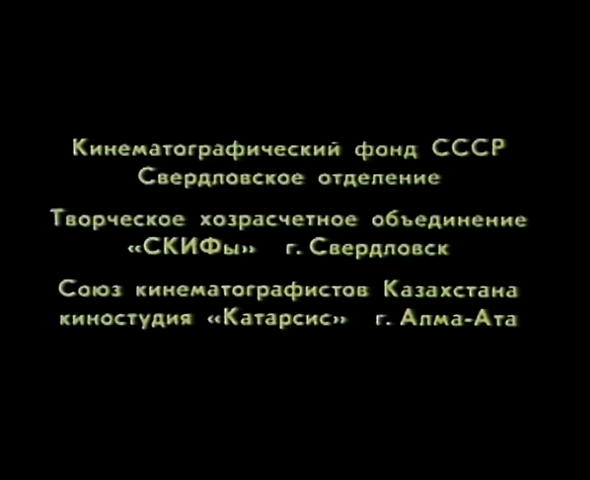 Кинематографический фонд СССР
Свердловское отделение
Творческое хозрасчетное объединение
«СКИФы» г. Свердловск
Союз кинематографистов Казахстана
киностудия «Катарсис» г. Алма-Ата